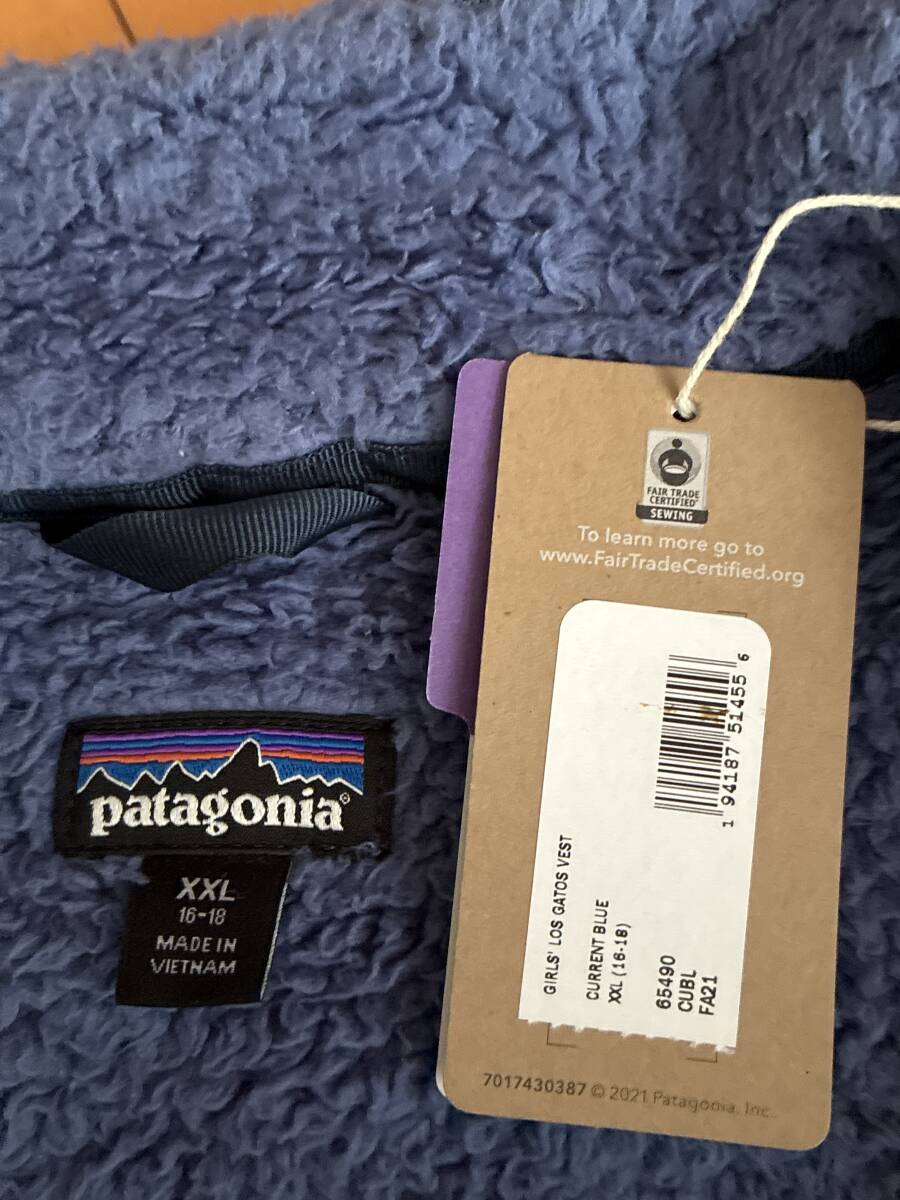 patagonia®
XXL
16-18
MADE IN
VIETNAM
FAIR TRADE
CERTIFIED™
SEWING
To learn more go to
www.FairTradeCertified.org
1 94187 51455 6
GIRLS' LOS GATOS VEST
CURRENT BLUE
XXL (16-18)
65490
CUBL
FA21
7017430387 © 2021 Patagonia, Inc.